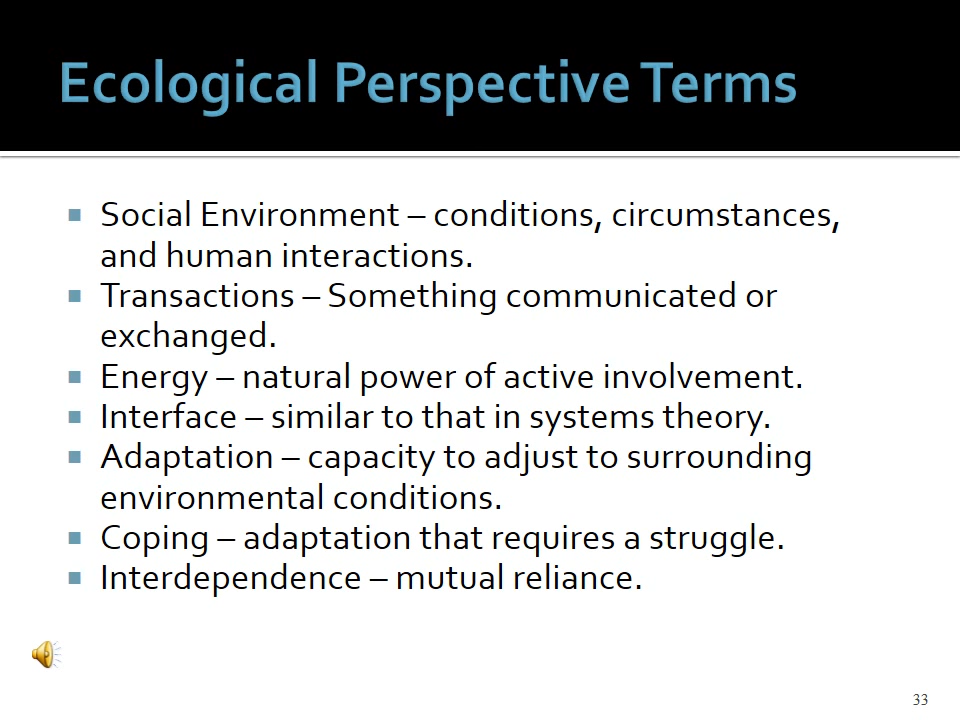 Ecological Perspective Terms
▪ Social Environment – conditions, circumstances,
and human interactions.
▪ Transactions – Something communicated or
exchanged.
▪ Energy – natural power of active involvement.
▪ Interface – similar to that in systems theory.
▪ Adaptation – capacity to adjust to surrounding
environmental conditions.
▪ Coping – adaptation that requires a struggle.
▪ Interdependence – mutual reliance.
33